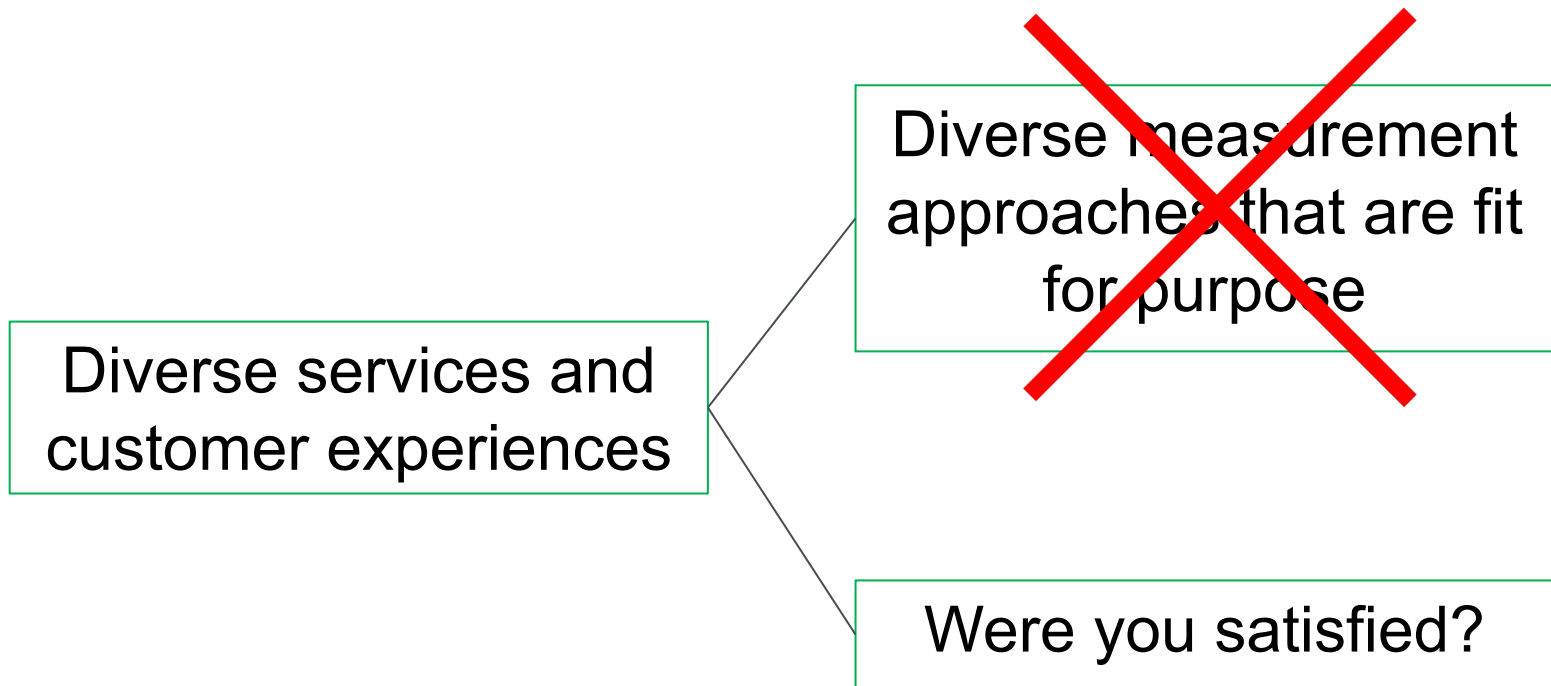 Diverse measurement
approaches that are fit
for purpose
Diverse services and
customer experiences
Were you satisfied?